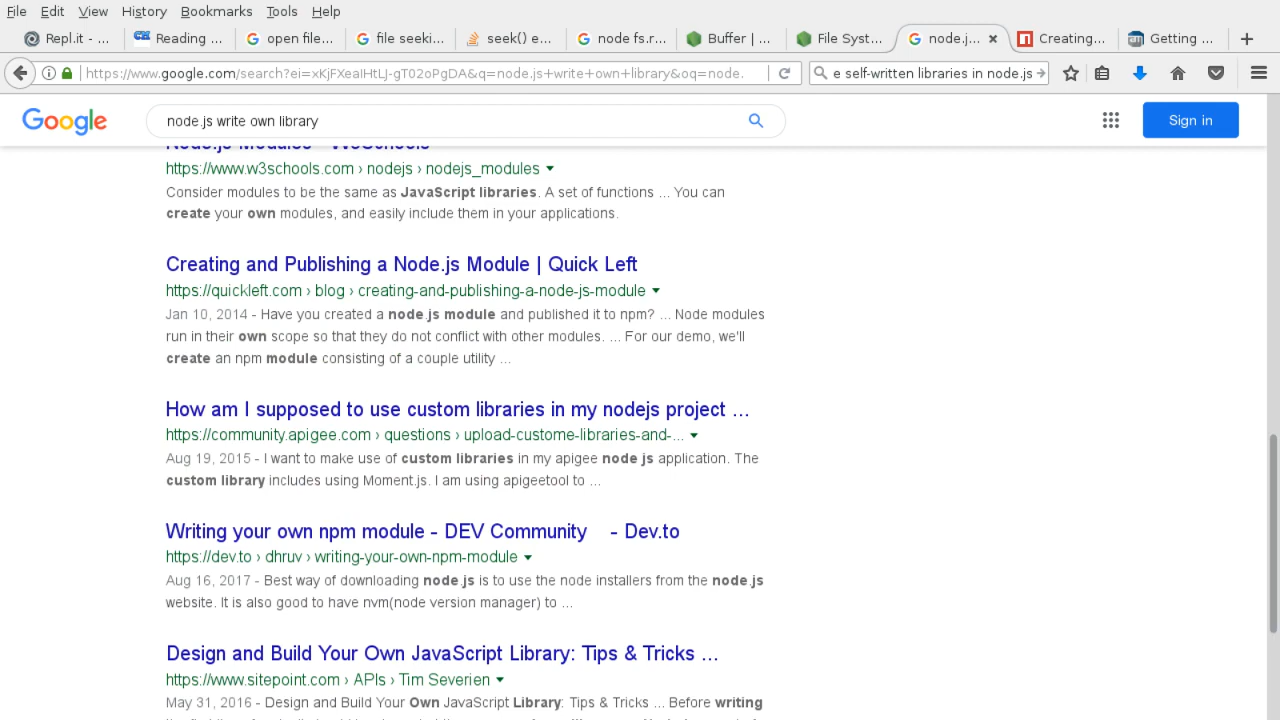 File Edit View History Bookmarks Tools Help
Repl.it - ... Reading ... open file... file seeki... seek() e... node fs.r... Buffer | ... File Syst... node.j... Creating... Getting ...
https://www.google.com/search?ei=xKjFXeaIHtLJ-gT02oPgDA&q=node.js+write+own+library&oq=node. e self-written libraries in node.js
Google node.js write own library Sign in
Node.js Modules - W3Schools
https://www.w3schools.com › nodejs › nodejs_modules
Consider modules to be the same as JavaScript libraries. A set of functions ... You can
create your own modules, and easily include them in your applications.
Creating and Publishing a Node.js Module | Quick Left
https://quickleft.com › blog › creating-and-publishing-a-node-js-module
Jan 10, 2014 - Have you created a node.js module and published it to npm? ... Node modules
run in their own scope so that they do not conflict with other modules. ... For our demo, we'll
create an npm module consisting of a couple utility ...
How am I supposed to use custom libraries in my nodejs project ...
https://community.apigee.com › questions › upload-custome-libraries-and-...
Aug 19, 2015 - I want to make use of custom libraries in my apigee node js application. The
custom library includes using Moment.js. I am using apigeetool to ...
Writing your own npm module - DEV Community - Dev.to
https://dev.to › dhruv › writing-your-own-npm-module
Aug 16, 2017 - Best way of downloading node.js is to use the node installers from the node.js
website. It is also good to have nvm(node version manager) to ...
Design and Build Your Own JavaScript Library: Tips & Tricks ...
https://www.sitepoint.com › APIs › Tim Severien
May 31, 2016 - Design and Build Your Own JavaScript Library: Tips & Tricks ... Before writing